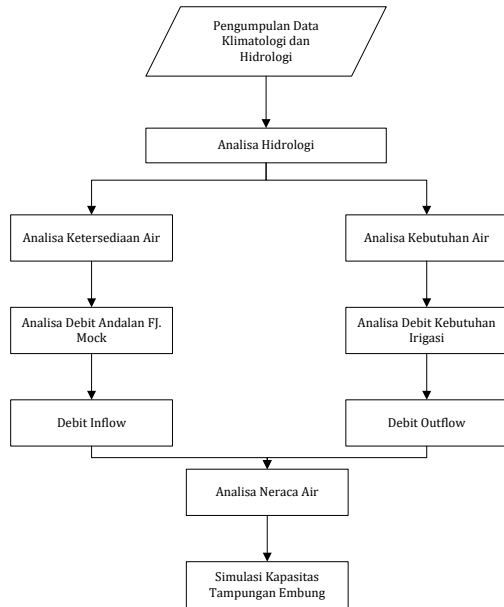 Pengumpulan Data
Klimatologi dan
Hidrologi
Analisa Hidrologi
Analisa Ketersediaan Air
Analisa Kebutuhan Air
Analisa Debit Andalan FJ.
Mock
Analisa Debit Kebutuhan
Irigasi
Debit Inflow
Debit Outflow
Analisa Neraca Air
Simulasi Kapasitas
Tampungan Embung